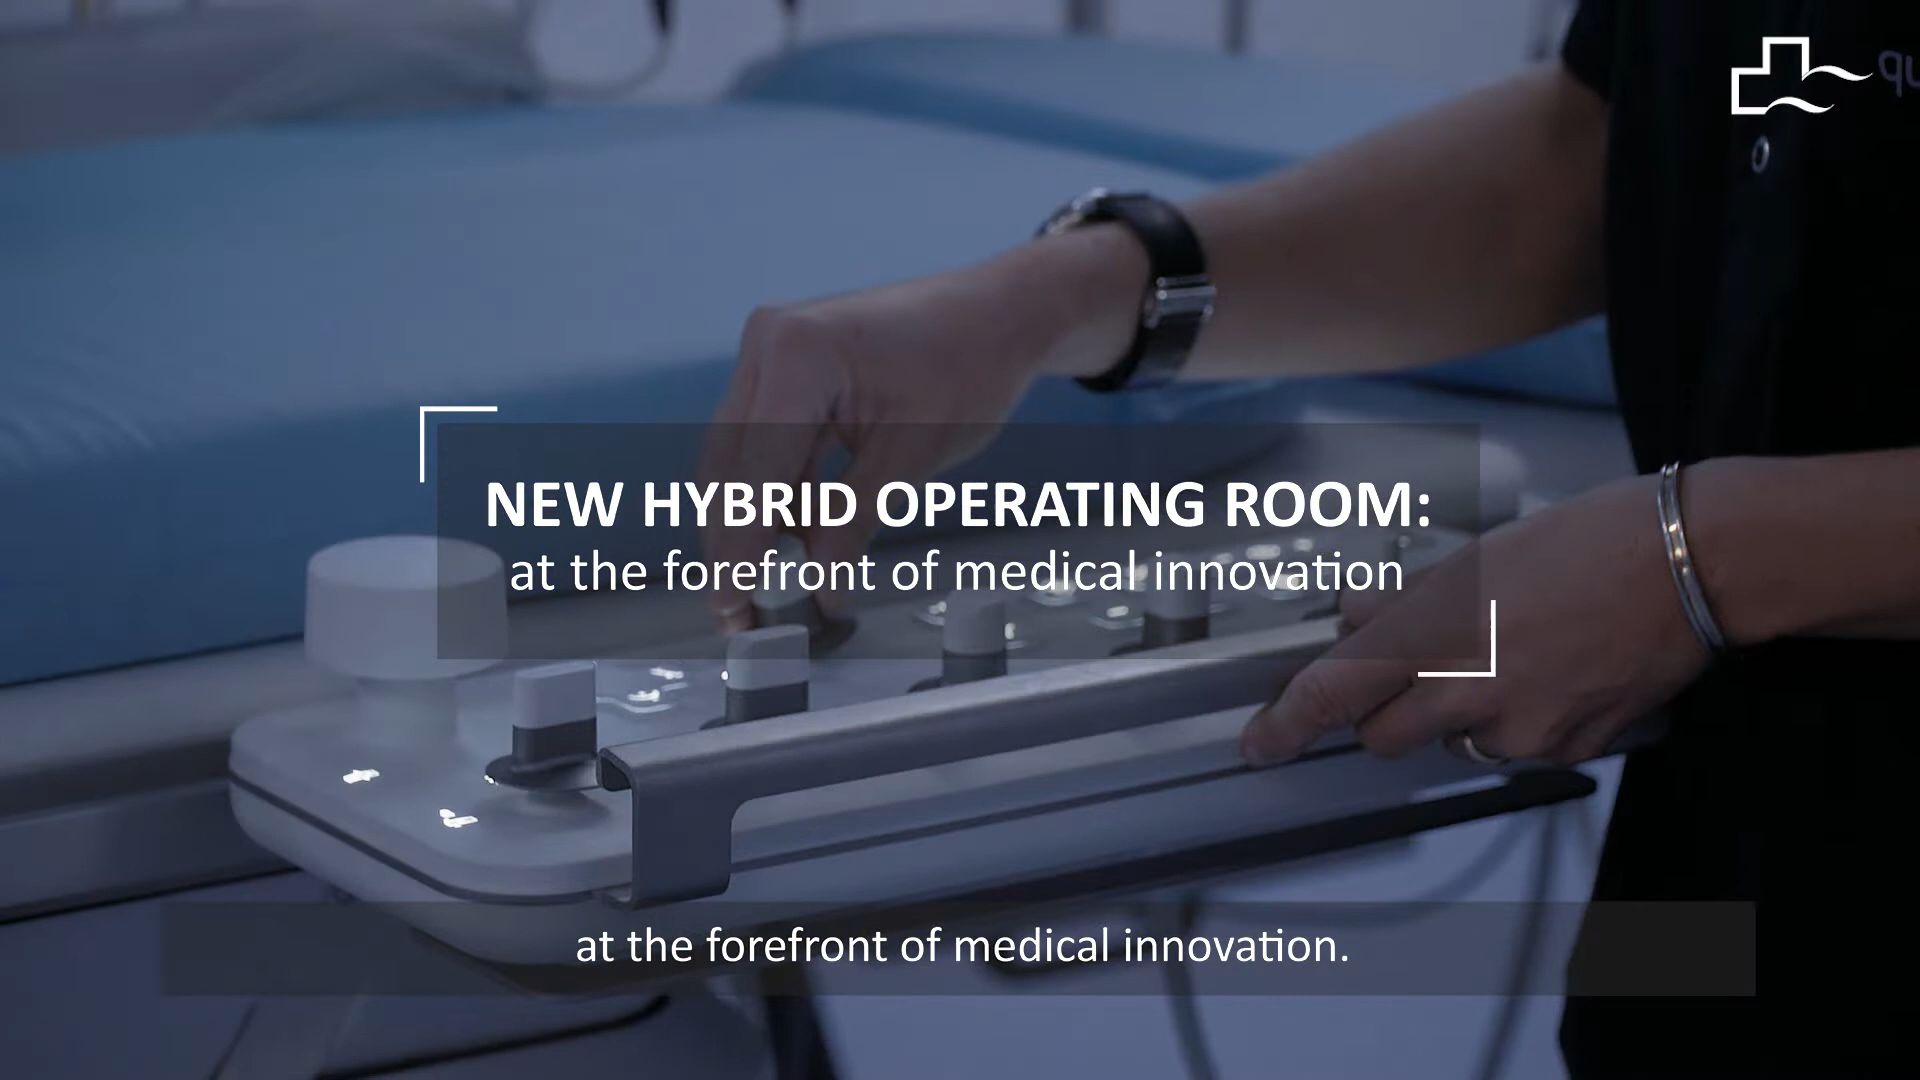 NEW HYBRID OPERATING ROOM:
at the forefront of medical innovation
at the forefront of medical innovation.